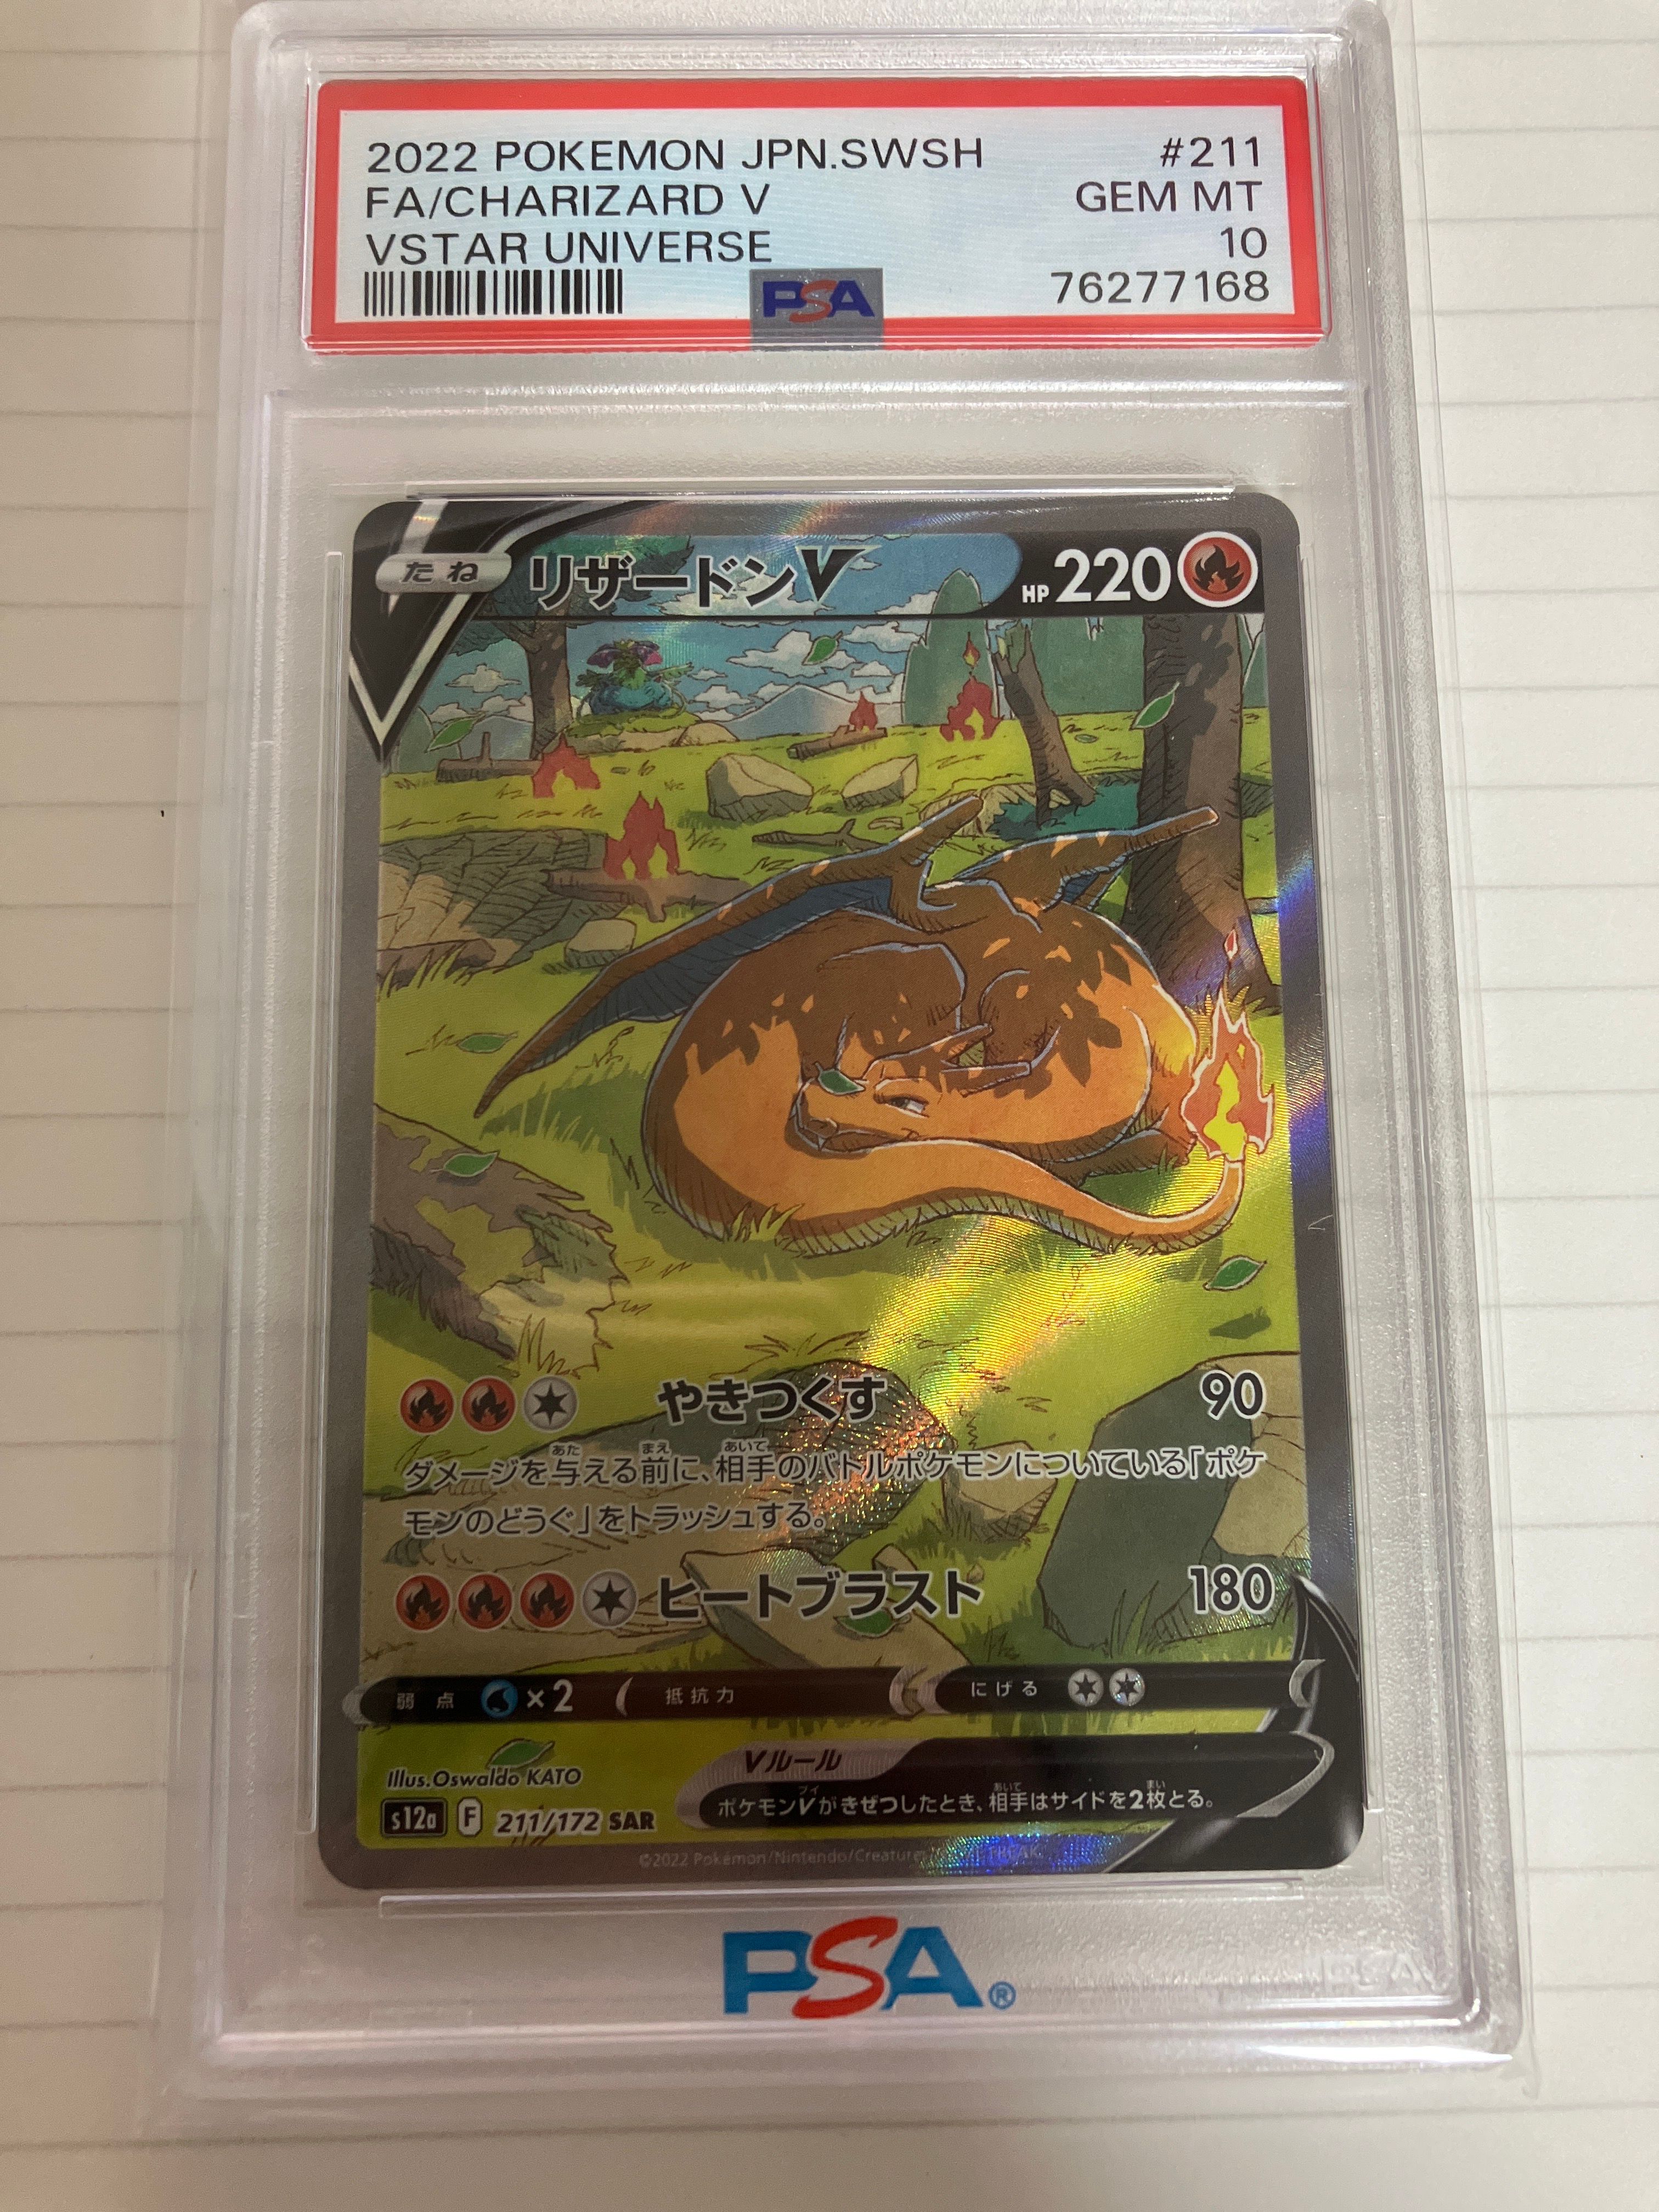 2022 POKEMON JPN.SWSH #211
FA/CHARIZARD V GEM MT
VSTAR UNIVERSE 10
PSA 76277168
たね リザードンV HP 220
やきつくす 90
ダメージを与える前に、相手のバトルポケモンについている「ポケ
モンのどうぐ」をトラッシュする。
ヒートブラスト 180
弱点 ×2 抵抗力 にげる
Vルール
Illus.Oswaldo KATO
ポケモンVがきぜつしたとき、相手はサイドを2枚とる。
s12a F 211/172 SAR
©2022 Pokémon/Nintendo/Creatures
PSA®